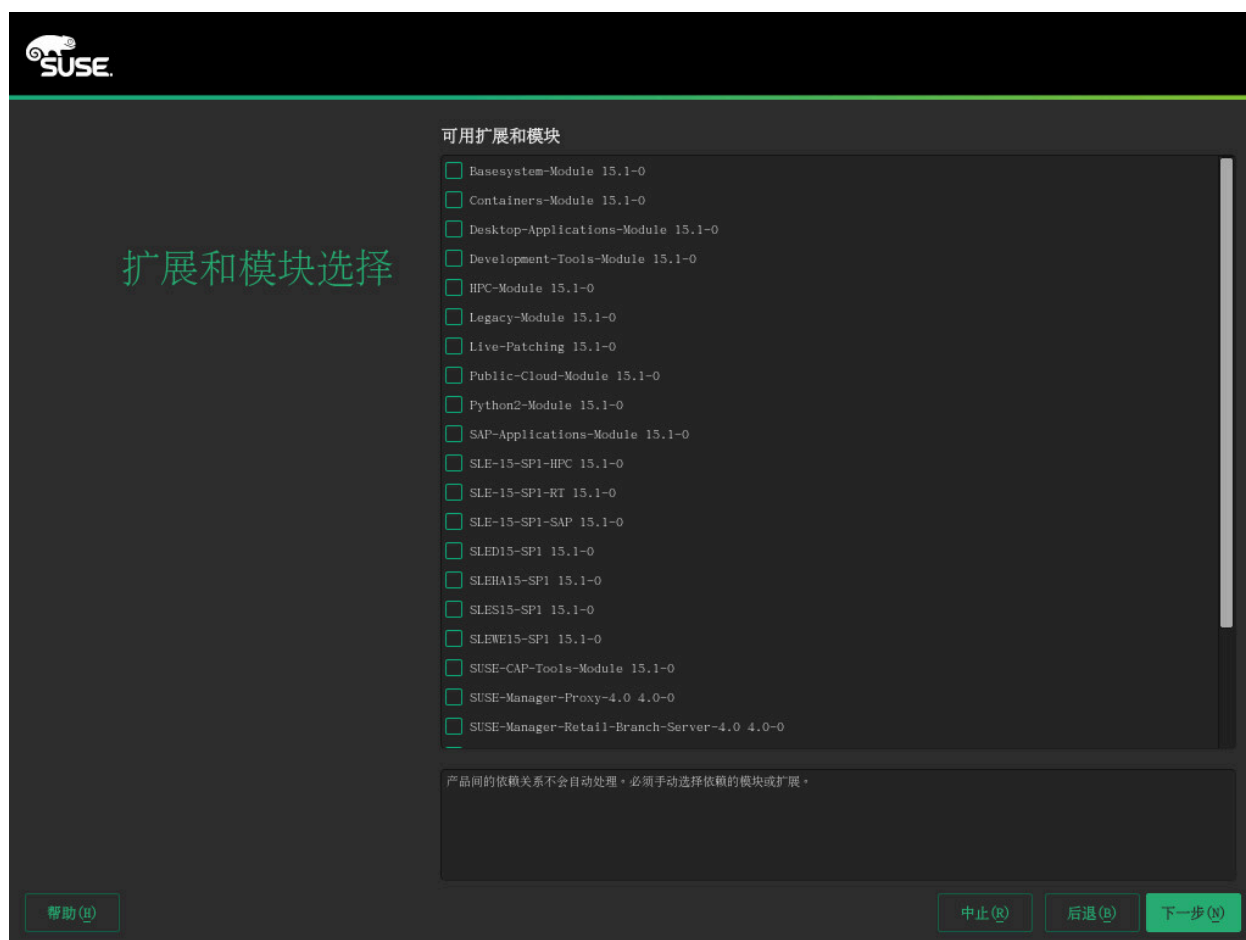 SUSE.
可用扩展和模块
扩展和模块选择
Basesystem-Module 15.1-0
Containers-Module 15.1-0
Desktop-Applications-Module 15.1-0
Development-Tools-Module 15.1-0
HPC-Module 15.1-0
Legacy-Module 15.1-0
Live-Patching 15.1-0
Public-Cloud-Module 15.1-0
Python2-Module 15.1-0
SAP-Applications-Module 15.1-0
SLE-15-SP1-HPC 15.1-0
SLE-15-SP1-RT 15.1-0
SLE-15-SP1-SAP 15.1-0
SLED15-SP1 15.1-0
SLEHA15-SP1 15.1-0
SLES15-SP1 15.1-0
SLEWE15-SP1 15.1-0
SUSE-CAP-Tools-Module 15.1-0
SUSE-Manager-Proxy-4.0 4.0-0
SUSE-Manager-Retail-Branch-Server-4.0 4.0-0
产品间的依赖关系不会自动处理。必须手动选择依赖的模块或扩展。
帮助(H)
中止(R)
后退(B)
下一步(N)